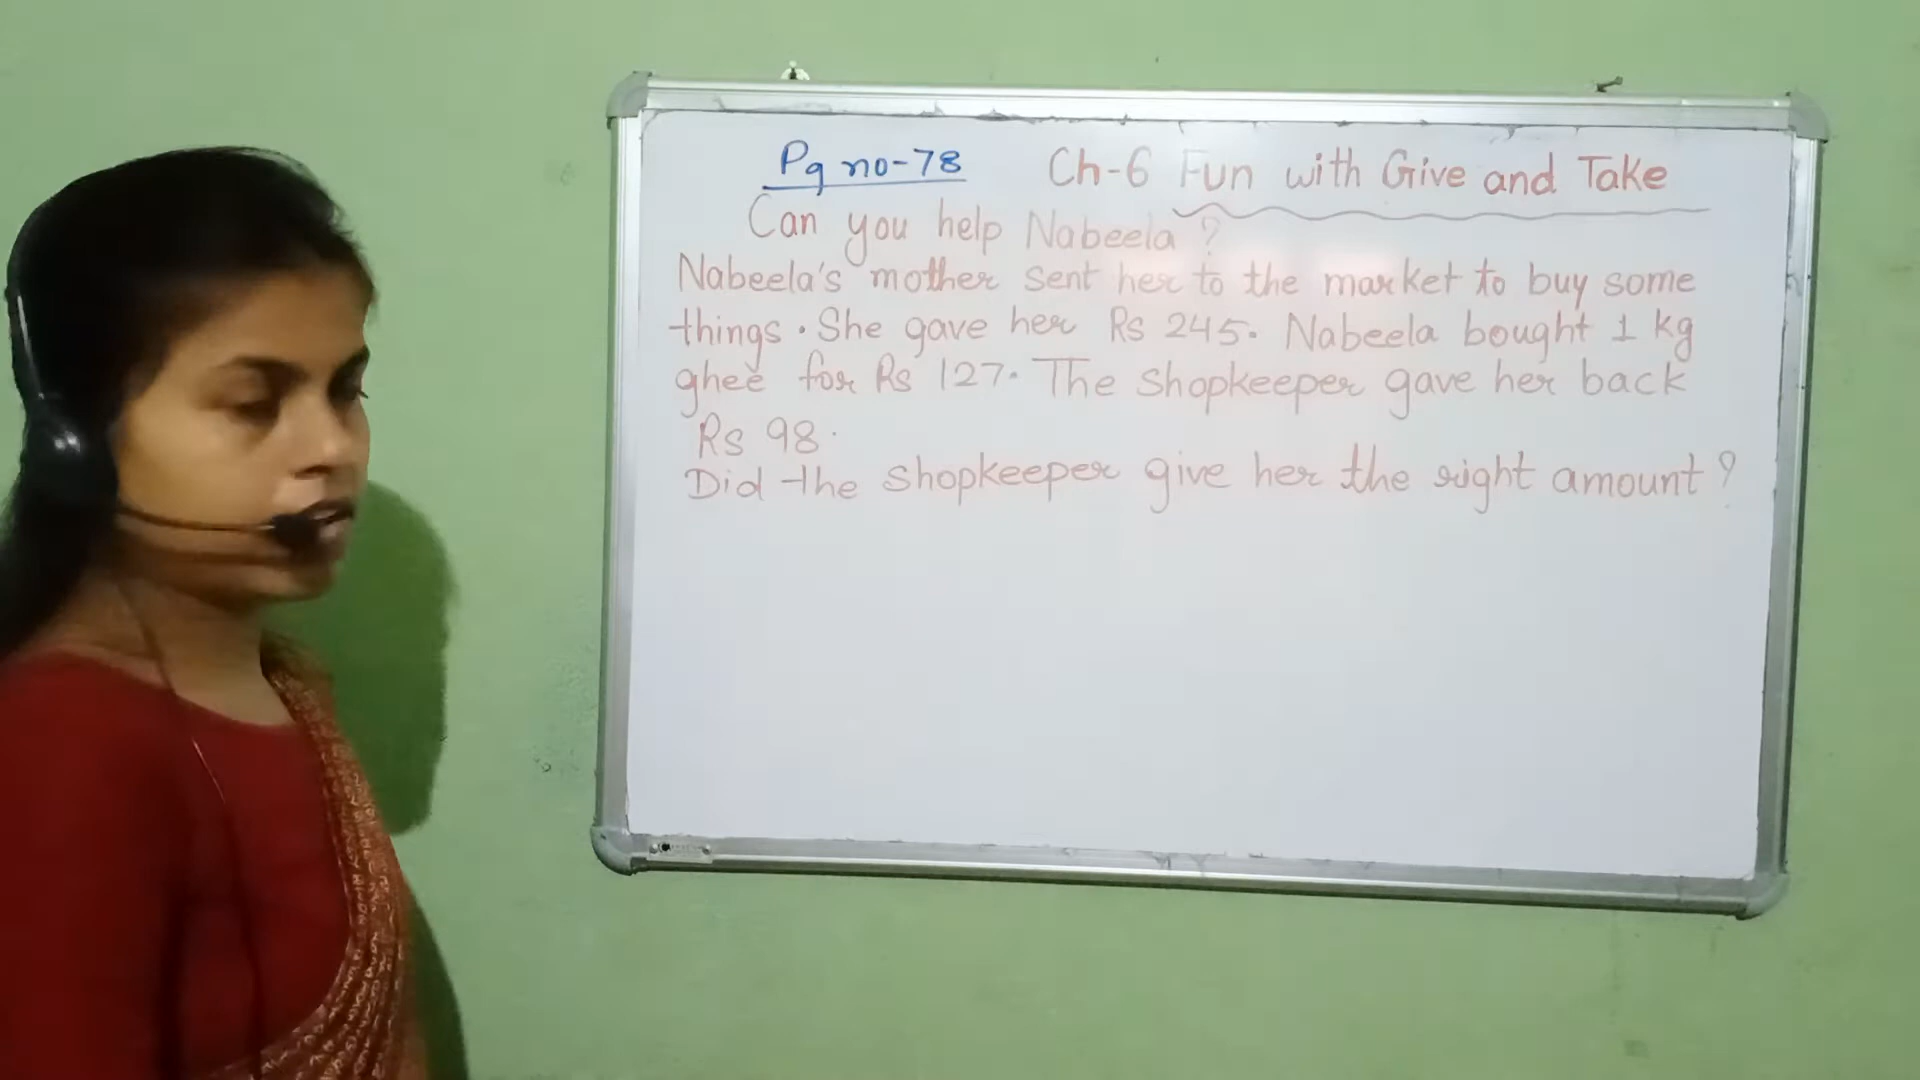 Pg no-78
Ch-6 Fun with Give and Take
Can you help Nabeela ?
Nabeela's mother sent her to the market to buy some
things. She gave her Rs 245. Nabeela bought 1 kg
ghee for Rs 127. The shopkeeper gave her back
Rs 98.
Did the shopkeeper give her the right amount ?